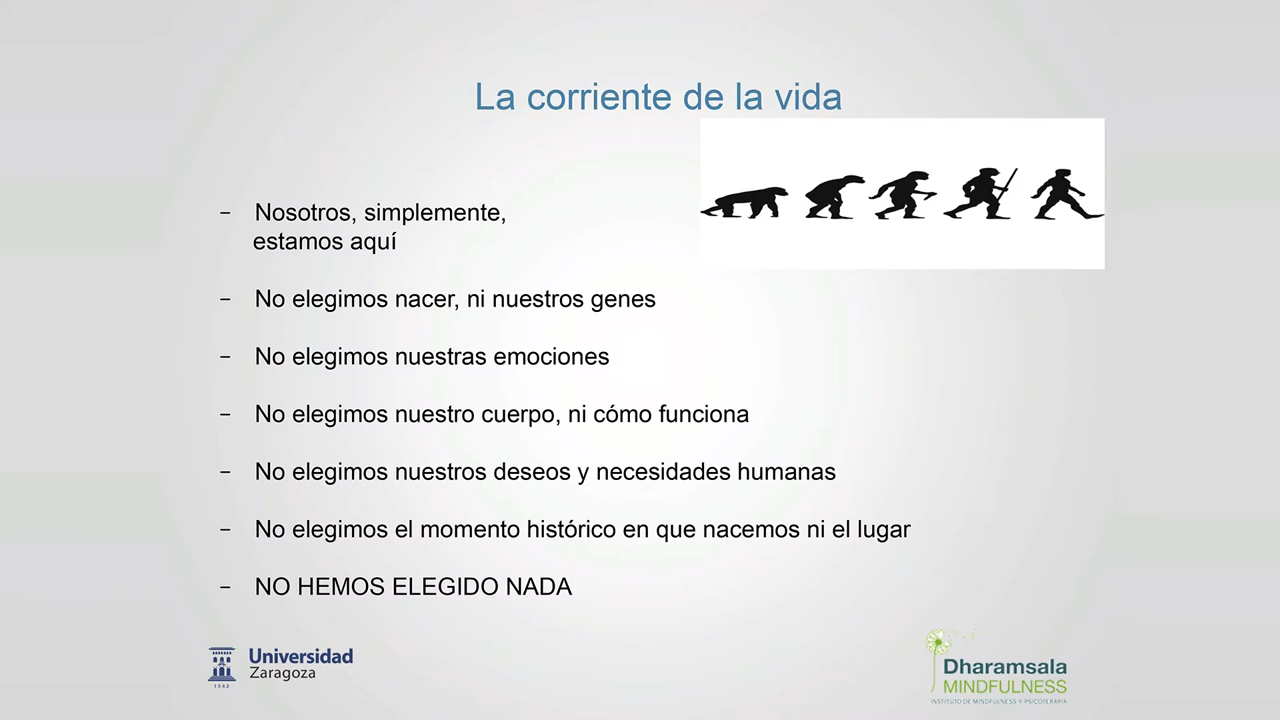 La corriente de la vida
– Nosotros, simplemente,
estamos aquí
– No elegimos nacer, ni nuestros genes
– No elegimos nuestras emociones
– No elegimos nuestro cuerpo, ni cómo funciona
– No elegimos nuestros deseos y necesidades humanas
– No elegimos el momento histórico en que nacemos ni el lugar
– NO HEMOS ELEGIDO NADA
Universidad
Zaragoza
1542
Dharamsala
MINDFULNESS
INSTITUTO DE MINDFULNESS Y PSICOTERAPIA